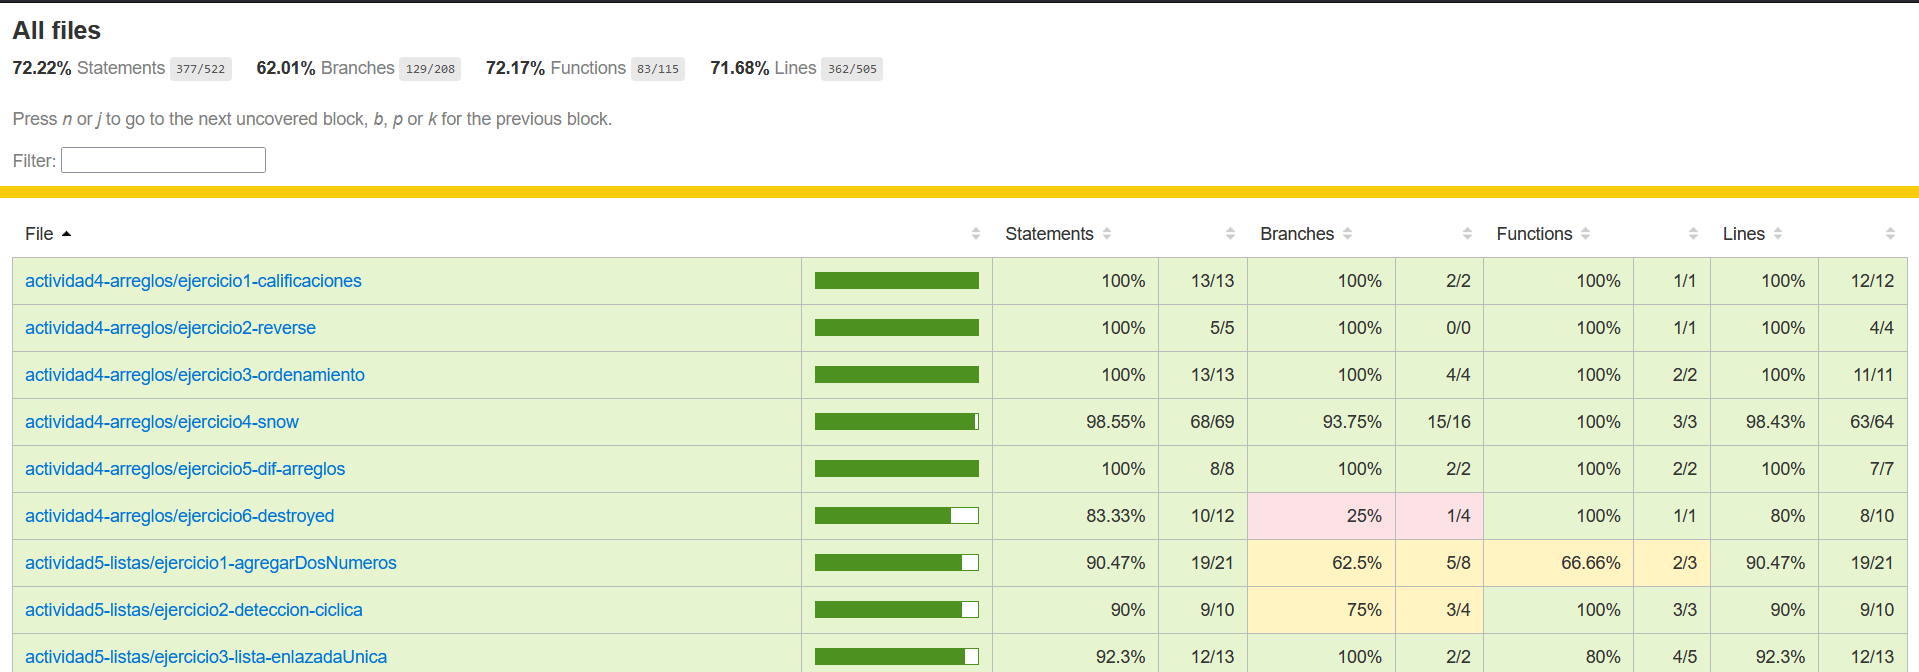 All files
72.22% Statements 377/522 62.01% Branches 129/208 72.17% Functions 83/115 71.68% Lines 362/505
Press n or j to go to the next uncovered block, b, p or k for the previous block.
Filter:
File Statements Branches Functions Lines
actividad4-arreglos/ejercicio1-calificaciones 100% 13/13 100% 2/2 100% 1/1 100% 12/12
actividad4-arreglos/ejercicio2-reverse 100% 5/5 100% 0/0 100% 1/1 100% 4/4
actividad4-arreglos/ejercicio3-ordenamiento 100% 13/13 100% 4/4 100% 2/2 100% 11/11
actividad4-arreglos/ejercicio4-snow 98.55% 68/69 93.75% 15/16 100% 3/3 98.43% 63/64
actividad4-arreglos/ejercicio5-dif-arreglos 100% 8/8 100% 2/2 100% 2/2 100% 7/7
actividad4-arreglos/ejercicio6-destroyed 83.33% 10/12 25% 1/4 100% 1/1 80% 8/10
actividad5-listas/ejercicio1-agregarDosNumeros 90.47% 19/21 62.5% 5/8 66.66% 2/3 90.47% 19/21
actividad5-listas/ejercicio2-deteccion-ciclica 90% 9/10 75% 3/4 100% 3/3 90% 9/10
actividad5-listas/ejercicio3-lista-enlazadaUnica 92.3% 12/13 100% 2/2 80% 4/5 92.3% 12/13